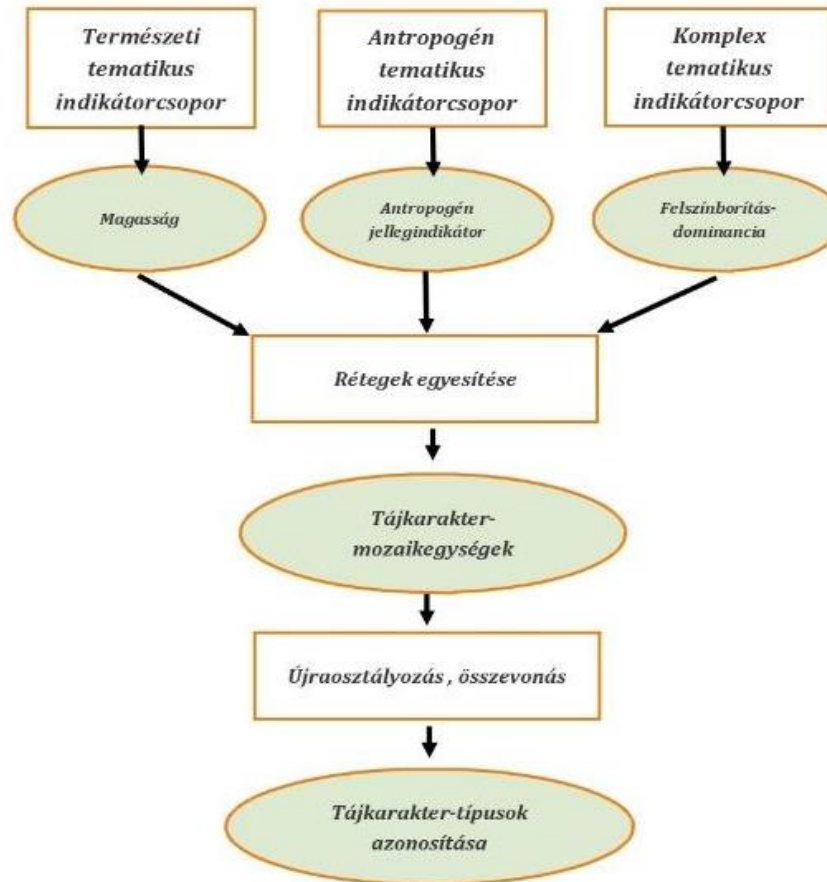 Természeti
tematikus
indikátorcsopor
Antropogén
tematikus
indikátorcsopor
Komplex
tematikus
indikátorcsopor
Magasság
Antropogén
jellegindikátor
Felszínborítás-
dominancia
Rétegek egyesítése
Tájkarakter-
mozaikegységek
Újraosztályozás , összevonás
Tájkarakter-típusok
azonosítása